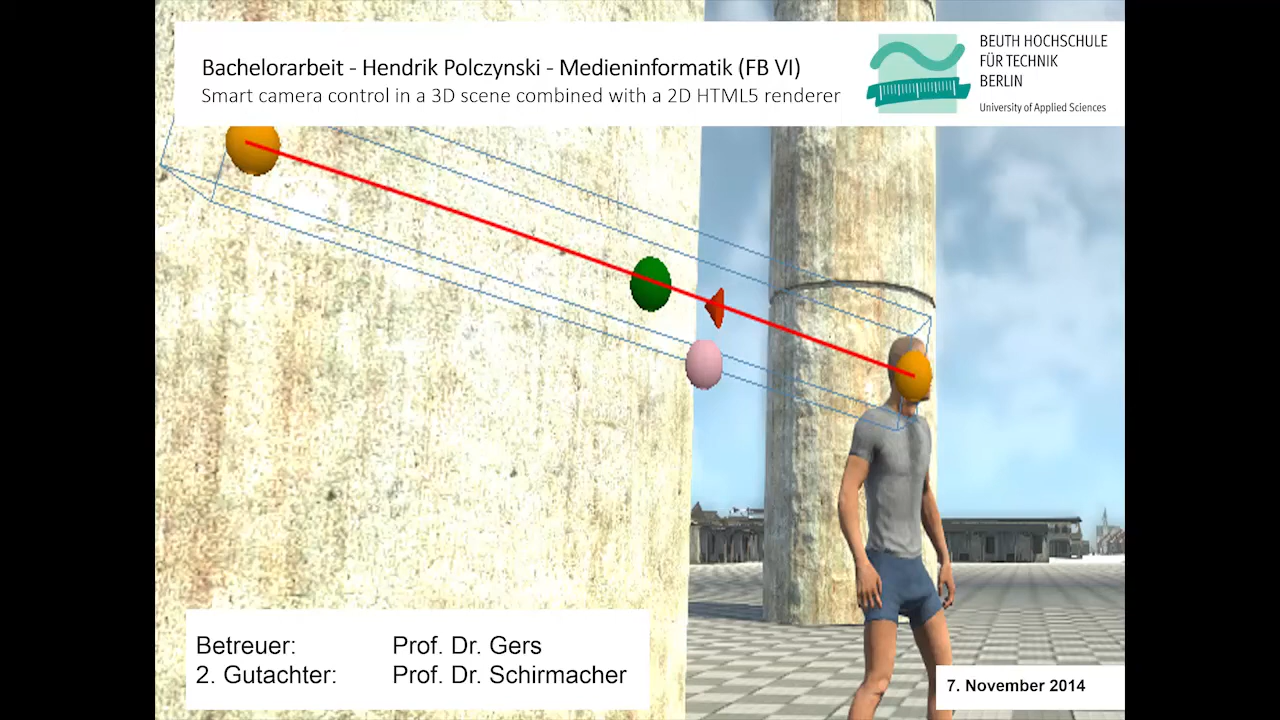 Bachelorarbeit - Hendrik Polczynski - Medieninformatik (FB VI)
Smart camera control in a 3D scene combined with a 2D HTML5 renderer
BEUTH HOCHSCHULE
FÜR TECHNIK
BERLIN
University of Applied Sciences
Betreuer: Prof. Dr. Gers
2. Gutachter: Prof. Dr. Schirmacher
7. November 2014